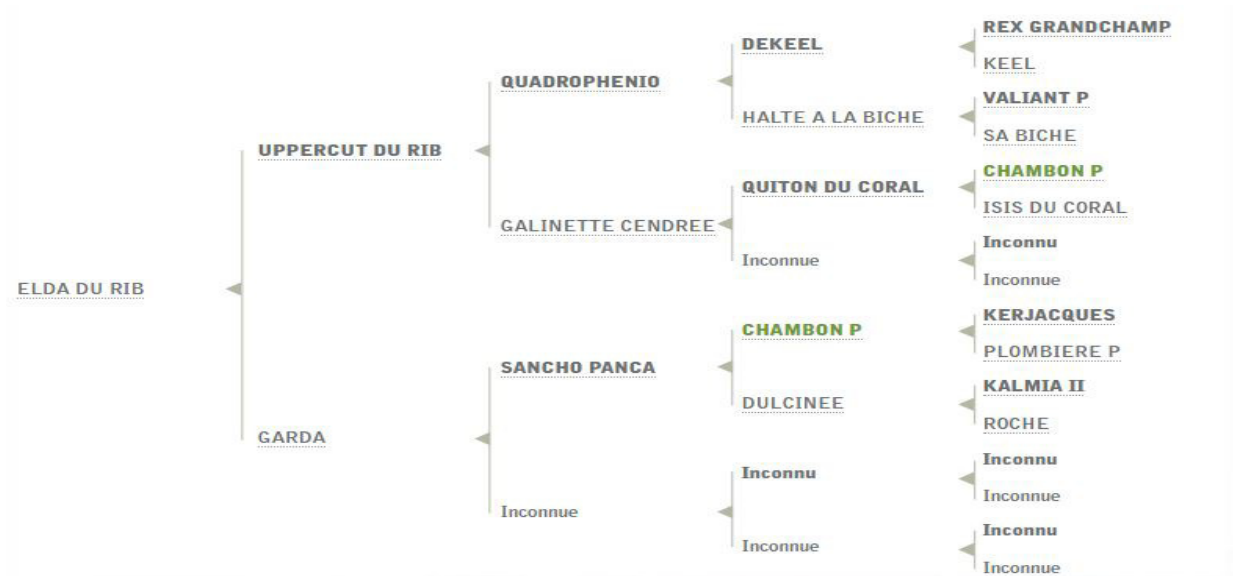 REX GRANDCHAMP
DEKEEL
KEEL
QUADROPHENIO
VALIANT P
HALTE A LA BICHE
SA BICHE
UPPERCUT DU RIB
CHAMBON P
QUITON DU CORAL
ISIS DU CORAL
GALINETTE CENDREE
Inconnu
Inconnue
Inconnue
ELDA DU RIB
KERJACQUES
CHAMBON P
PLOMBIERE P
SANCHO PANCA
KALMIA II
DULCINEE
ROCHE
GARDA
Inconnu
Inconnu
Inconnue
Inconnue
Inconnu
Inconnue
Inconnue